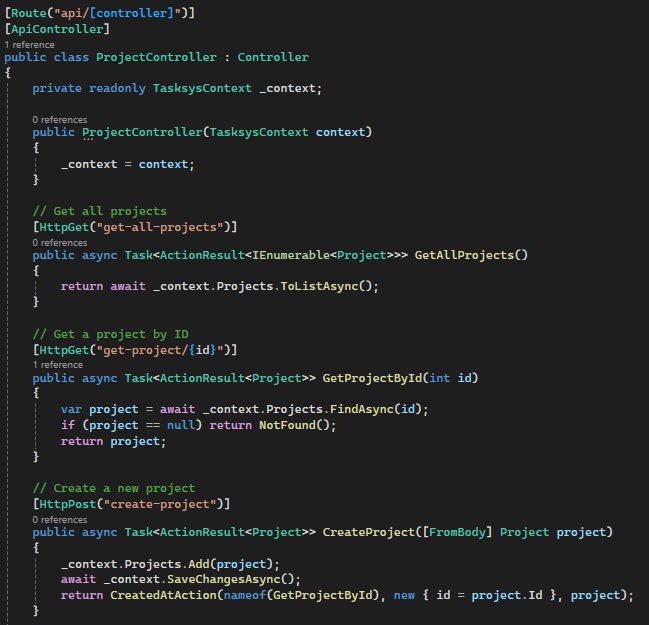 [Route("api/[controller]")]
[ApiController]
1 reference
public class ProjectController : Controller
{
private readonly TasksysContext _context;
0 references
public ProjectController(TasksysContext context)
{
_context = context;
}
// Get all projects
[HttpGet("get-all-projects")]
0 references
public async Task<ActionResult<IEnumerable<Project>>> GetAllProjects()
{
return await _context.Projects.ToListAsync();
}
// Get a project by ID
[HttpGet("get-project/{id}")]
1 reference
public async Task<ActionResult<Project>> GetProjectById(int id)
{
var project = await _context.Projects.FindAsync(id);
if (project == null) return NotFound();
return project;
}
// Create a new project
[HttpPost("create-project")]
0 references
public async Task<ActionResult<Project>> CreateProject([FromBody] Project project)
{
_context.Projects.Add(project);
await _context.SaveChangesAsync();
return CreatedAtAction(nameof(GetProjectById), new { id = project.Id }, project);
}